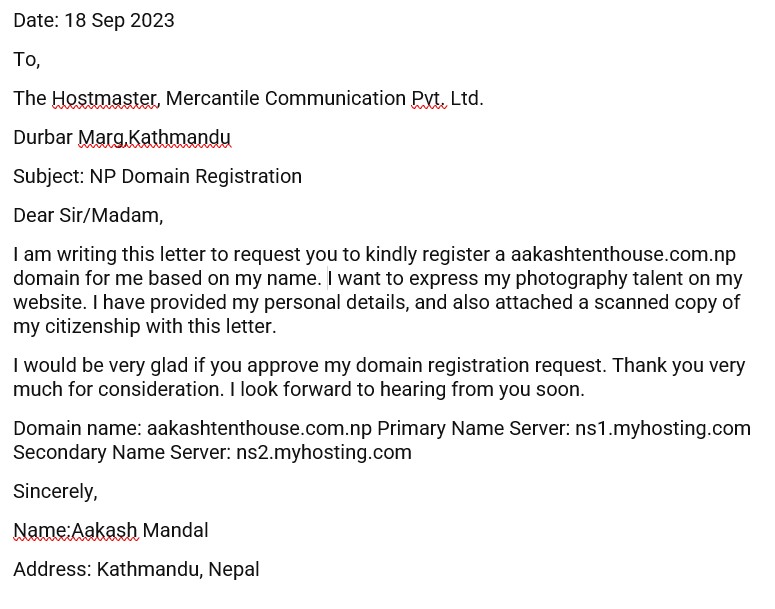 Date: 18 Sep 2023
To,
The Hostmaster, Mercantile Communication Pvt. Ltd.
Durbar Marg,Kathmandu
Subject: NP Domain Registration
Dear Sir/Madam,
I am writing this letter to request you to kindly register a aakashtenthouse.com.np
domain for me based on my name. I want to express my photography talent on my
website. I have provided my personal details, and also attached a scanned copy of
my citizenship with this letter.
I would be very glad if you approve my domain registration request. Thank you very
much for consideration. I look forward to hearing from you soon.
Domain name: aakashtenthouse.com.np Primary Name Server: ns1.myhosting.com
Secondary Name Server: ns2.myhosting.com
Sincerely,
Name:Aakash Mandal
Address: Kathmandu, Nepal